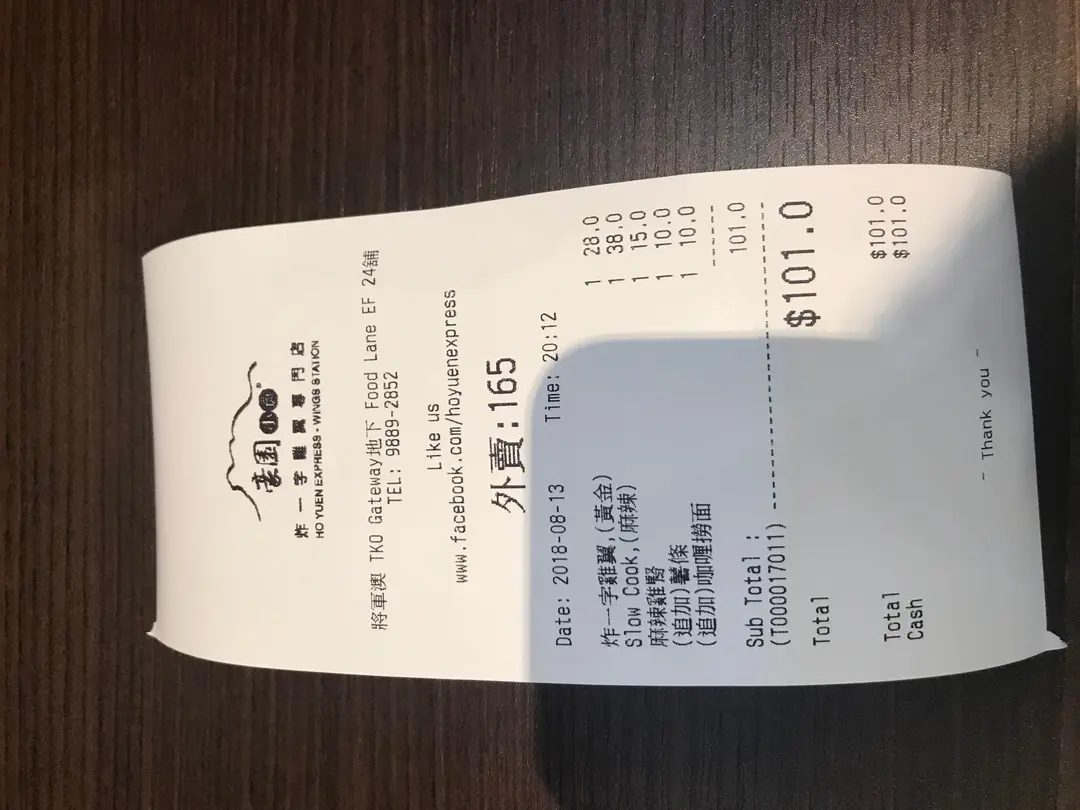 豪園小館
炸一字雞翼專門店
HO YUEN EXPRESS - WINGS STATION
將軍澳 TKO Gateway地下 Food Lane EF 24舖
TEL: 9889-2852
Like us
www.facebook.com/hoyuenexpress
外賣:165
Date: 2018-08-13 Time: 20:12
炸一字雞翼,(黃金) 1 28.0
Slow Cook,(麻辣) 1 38.0
麻辣雞腎 1 15.0
(追加)薯條 1 10.0
(追加)咖喱撈面 1 10.0
Sub Total : 101.0
(T000017011)
Total $101.0
Total $101.0
Cash $101.0
~ Thank you ~